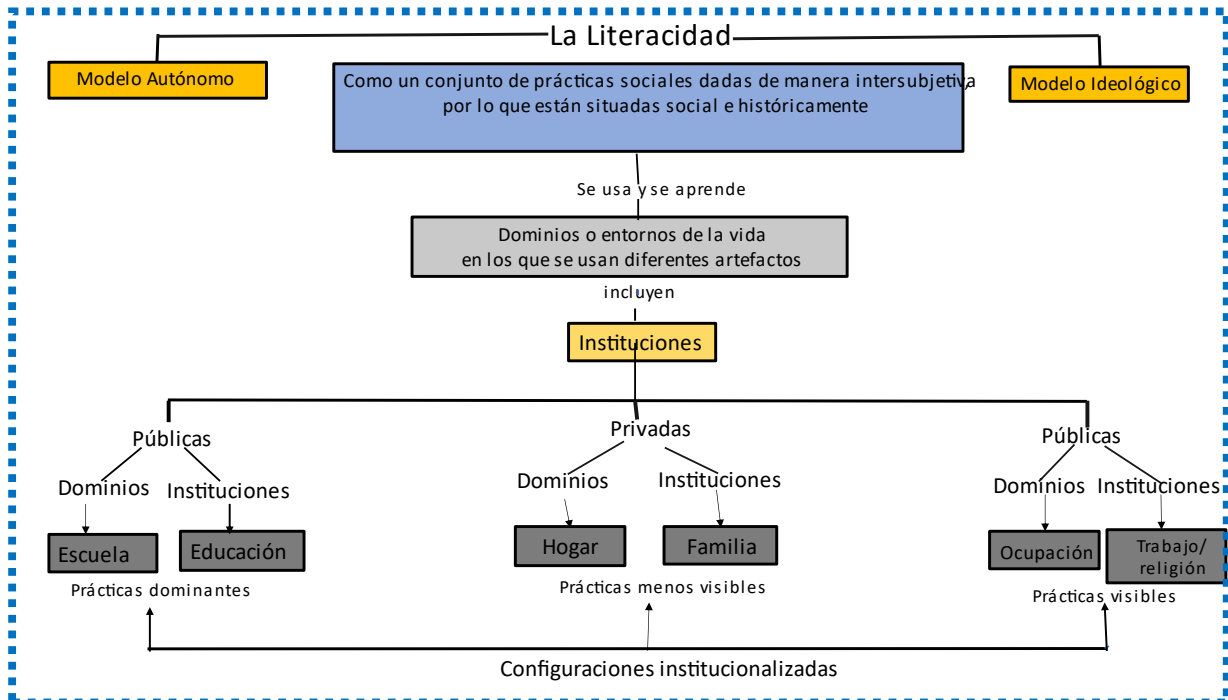 La Literacidad
Modelo Autónomo
Como un conjunto de prácticas sociales dadas de manera intersubjetiva,
por lo que están situadas social e históricamente
Modelo Ideológico
Se usa y se aprende
Dominios o entornos de la vida
en los que se usan diferentes artefactos
incluyen
Instituciones
Públicas
Privadas
Públicas
Dominios
Instituciones
Dominios
Instituciones
Dominios
Instituciones
Escuela
Educación
Hogar
Familia
Ocupación
Trabajo/
religión
Prácticas dominantes
Prácticas menos visibles
Prácticas visibles
Configuraciones institucionalizadas